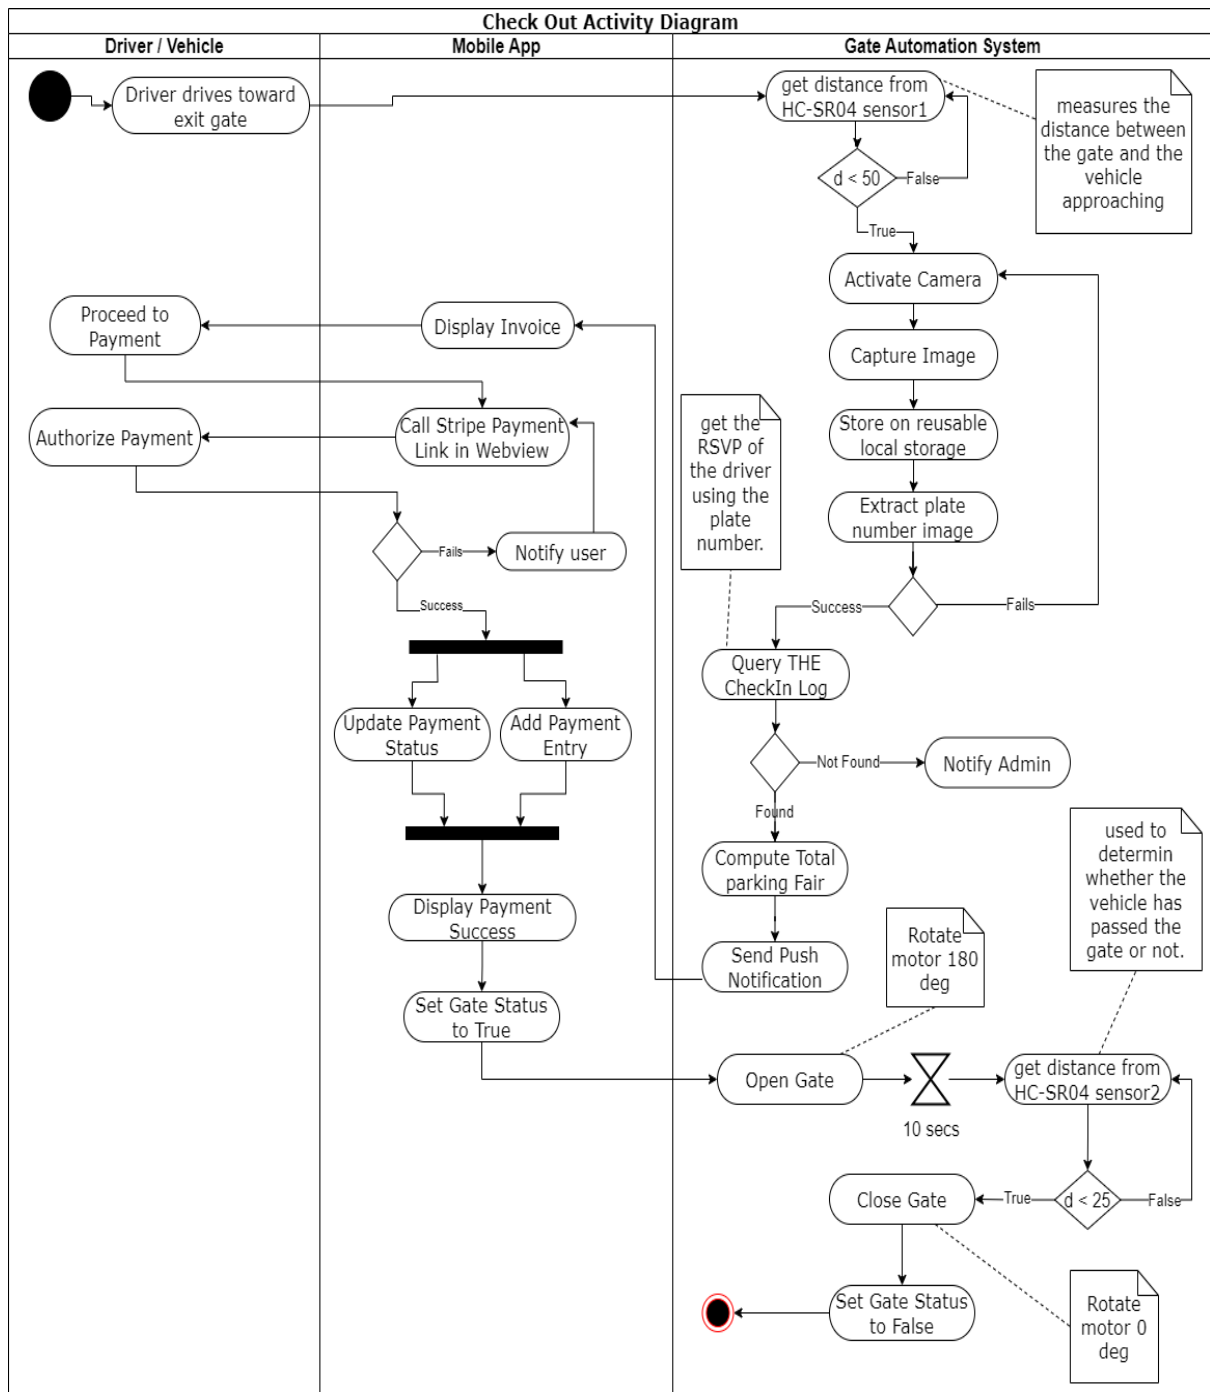 Check Out Activity Diagram
Driver / Vehicle
Mobile App
Gate Automation System
Driver drives toward
exit gate
get distance from
HC-SR04 sensor1
measures the
distance between
the gate and the
vehicle
approaching
d < 50
False
True
Activate Camera
Proceed to
Payment
Display Invoice
Capture Image
Authorize Payment
Call Stripe Payment
Link in Webview
get the
RSVP of
the driver
using the
plate
number.
Store on reusable
local storage
Extract plate
number image
Fails
Notify user
Success
Success
Fails
Query THE
CheckIn Log
Update Payment
Status
Add Payment
Entry
Not Found
Notify Admin
Found
used to
determin
whether the
vehicle has
passed the
gate or not.
Compute Total
parking Fair
Display Payment
Success
Send Push
Notification
Rotate
motor 180
deg
Set Gate Status
to True
Open Gate
10 secs
get distance from
HC-SR04 sensor2
Close Gate
True
d < 25
False
Set Gate Status
to False
Rotate
motor 0
deg